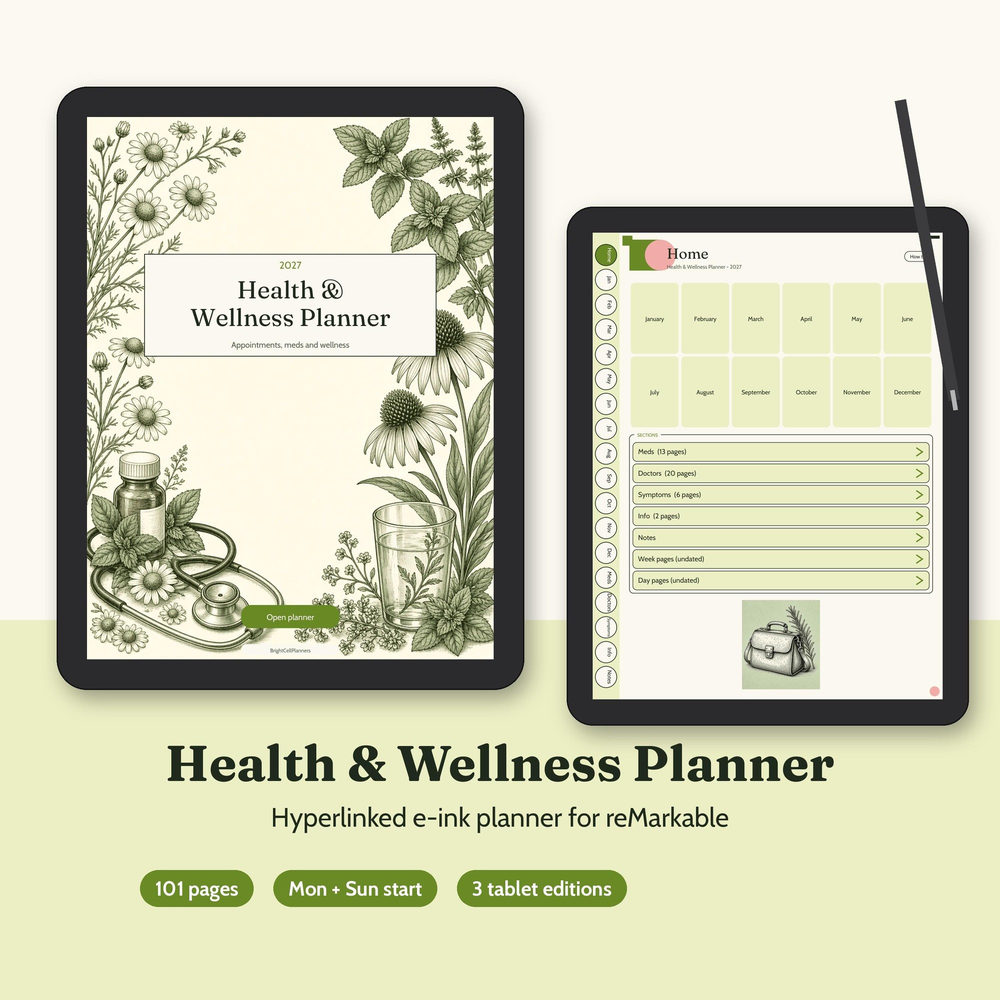 2027
Health &
Wellness Planner
Appointments, meds and wellness
Open planner
BrightCellPlanners
Home
Health & Wellness Planner - 2027
How
Home
Jan
Feb
Mar
Apr
May
Jun
Jul
Aug
Sep
Oct
Nov
Dec
Meds
Doctors
Symptoms
Info
Notes
January
February
March
April
May
June
July
August
September
October
November
December
SECTIONS
Meds (13 pages)
Doctors (20 pages)
Symptoms (6 pages)
Info (2 pages)
Notes
Week pages (undated)
Day pages (undated)
Health & Wellness Planner
Hyperlinked e-ink planner for reMarkable
101 pages
Mon + Sun start
3 tablet editions